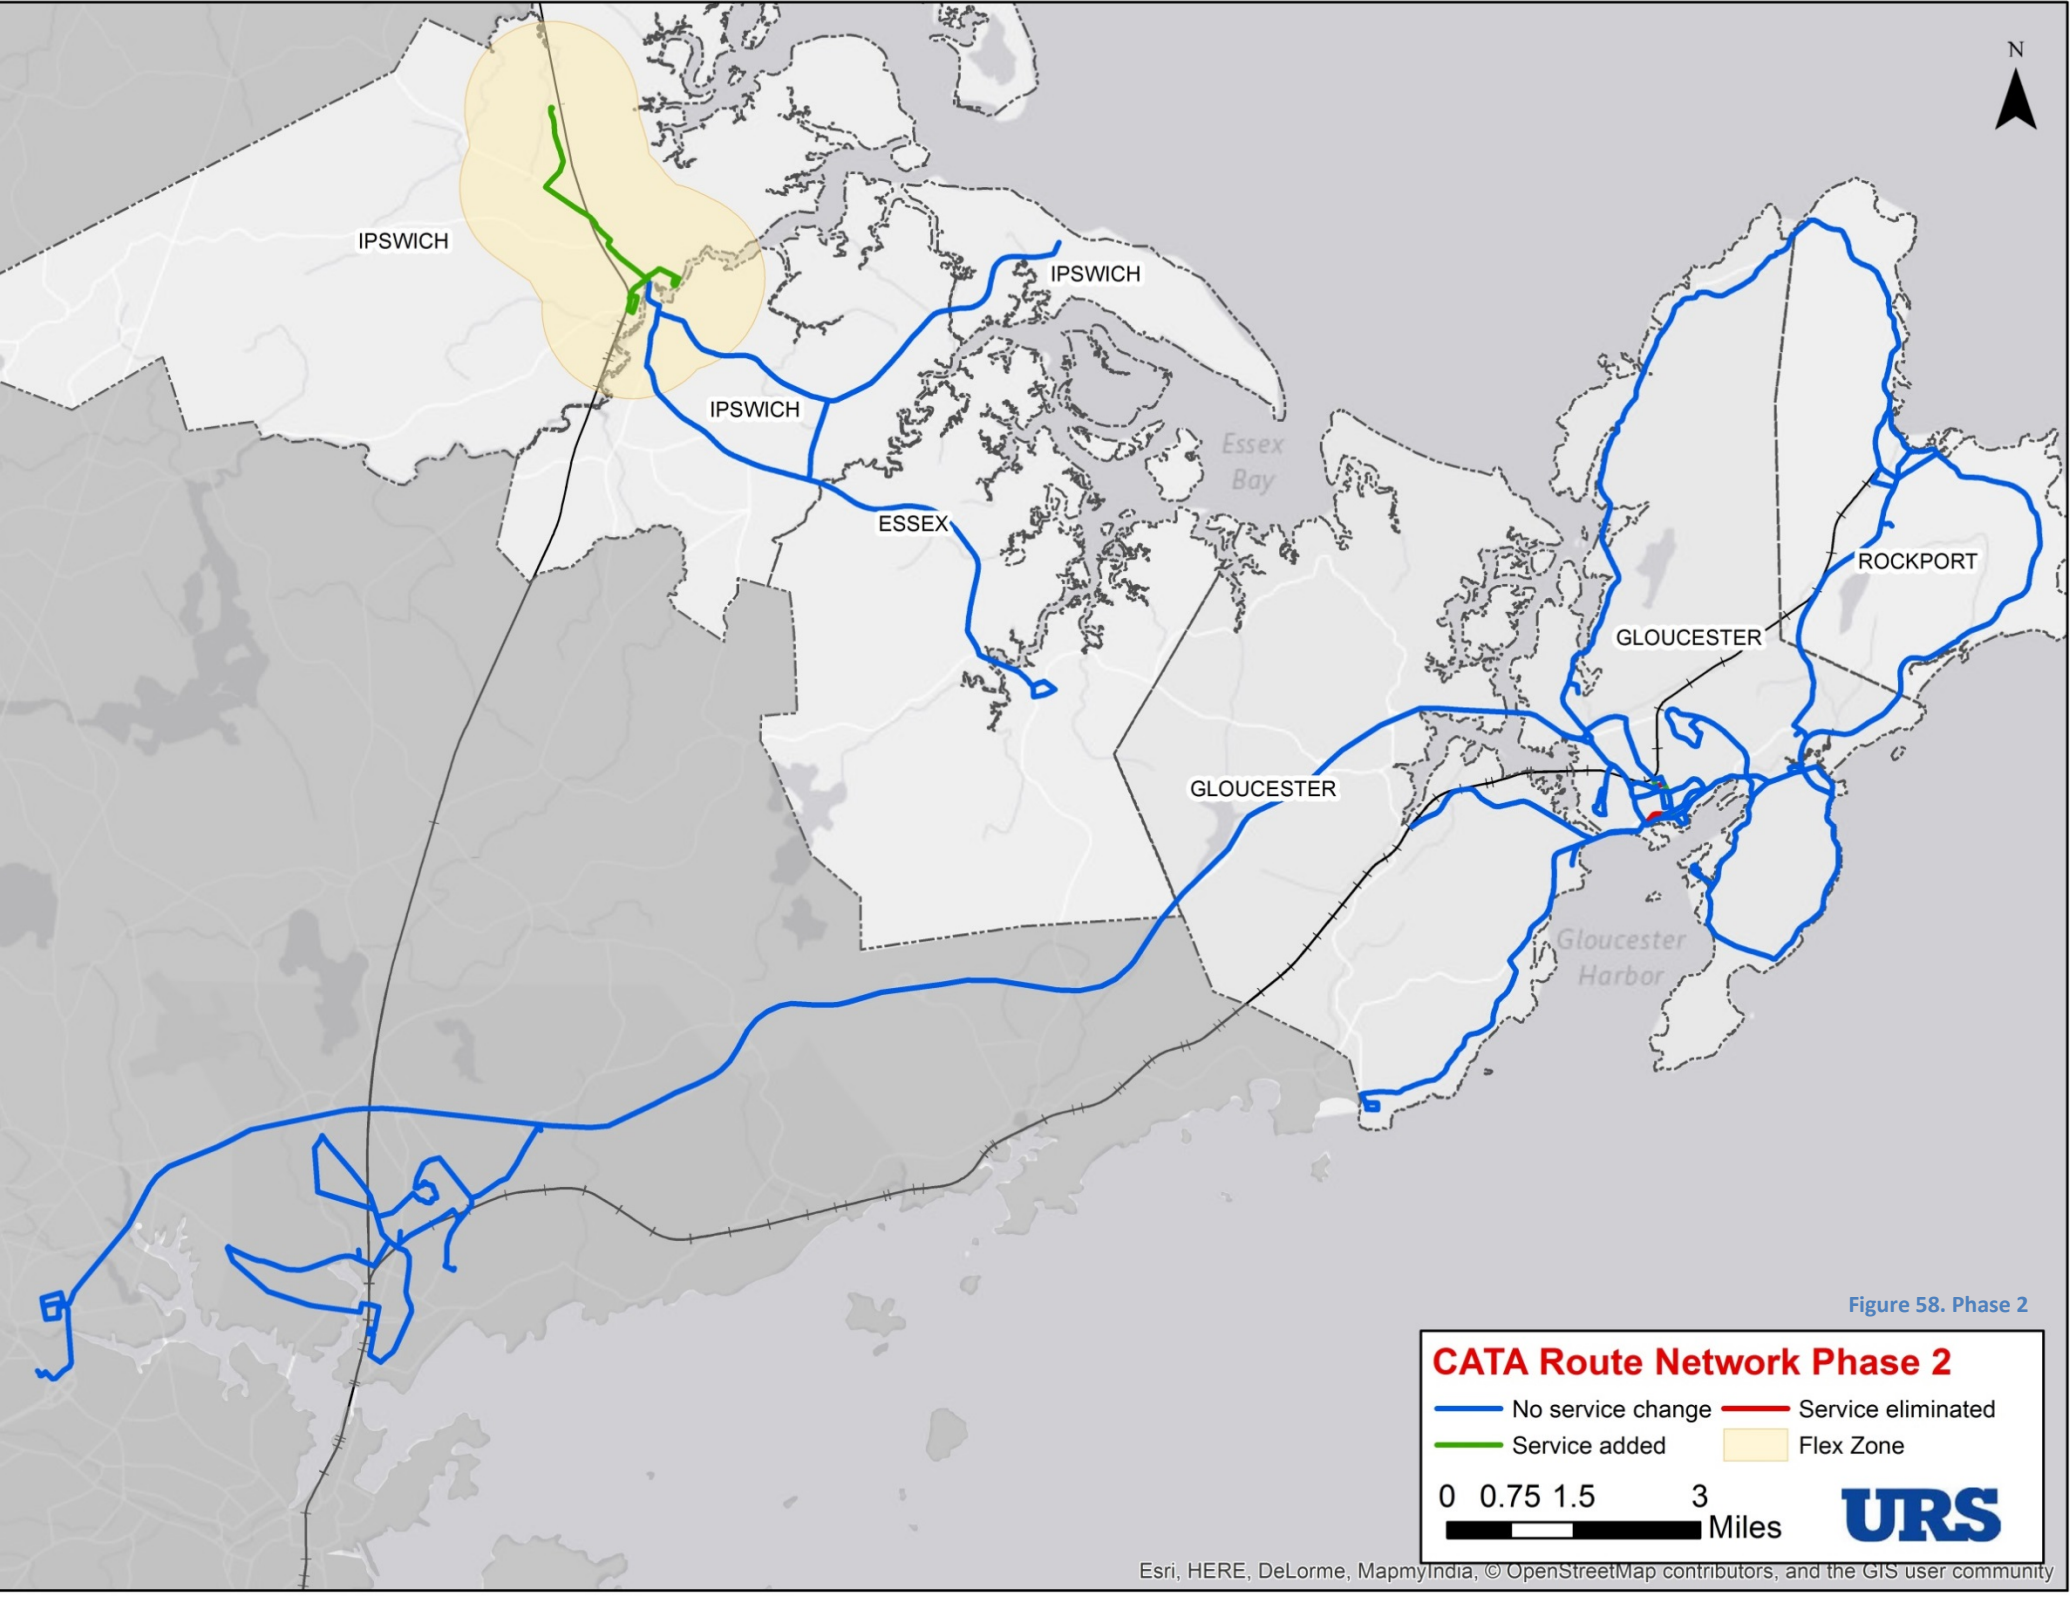 N
IPSWICH
IPSWICH
IPSWICH
Essex
Bay
ESSEX
ROCKPORT
GLOUCESTER
GLOUCESTER
Gloucester
Harbor
Figure 58. Phase 2
CATA Route Network Phase 2
No service change
Service eliminated
Service added
Flex Zone
0 0.75 1.5 3
Miles
URS
Esri, HERE, DeLorme, MapmyIndia, © OpenStreetMap contributors, and the GIS user community